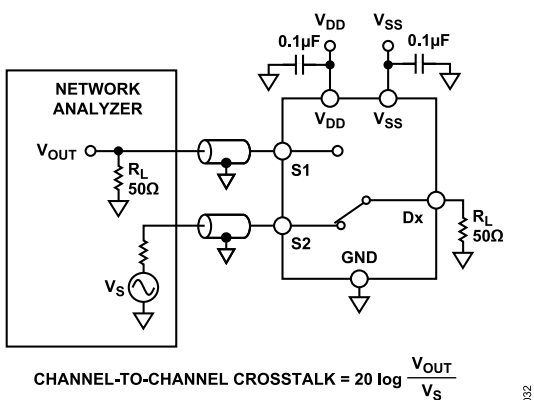 V_DD V_SS
0.1µF 0.1µF
NETWORK
ANALYZER
V_DD V_SS
V_OUT
S1
R_L
50Ω
Dx
R_L
50Ω
S2
GND
V_S
CHANNEL-TO-CHANNEL CROSSTALK = 20 log V_OUT / V_S
032